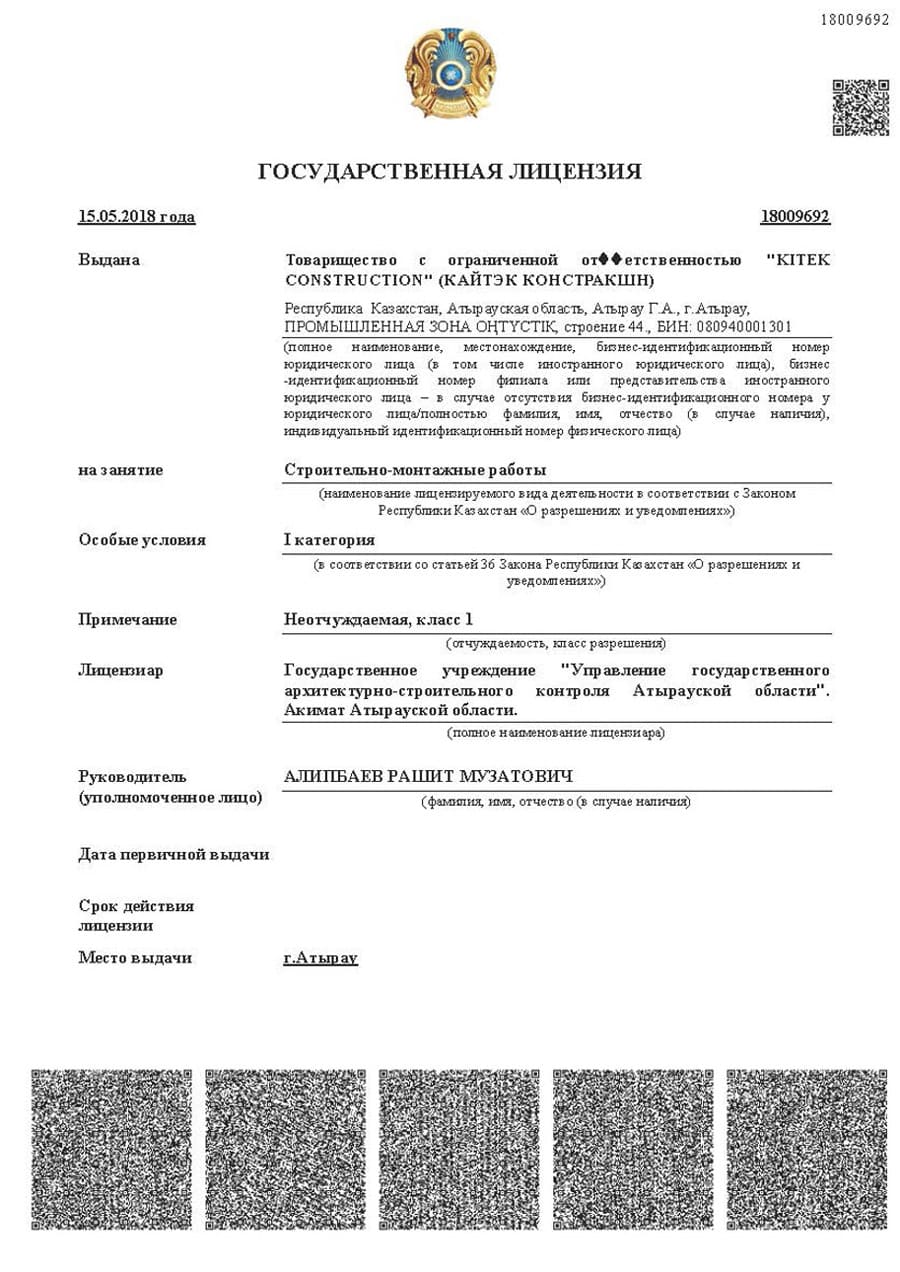 18009692
ГОСУДАРСТВЕННАЯ ЛИЦЕНЗИЯ
15.05.2018 года 18009692
Выдана Товарищество с ограниченной от��етственностью "KITEK
CONSTRUCTION" (КАЙТЭК КОНСТРАКШН)
Республика Казахстан, Атырауская область, Атырау Г.А., г.Атырау,
ПРОМЫШЛЕННАЯ ЗОНА ОҢТҮСТІК, строение 44., БИН: 080940001301
(полное наименование, местонахождение, бизнес-идентификационный номер
юридического лица (в том числе иностранного юридического лица), бизнес
-идентификационный номер филиала или представительства иностранного
юридического лица – в случае отсутствия бизнес-идентификационного номера у
юридического лица/полностью фамилия, имя, отчество (в случае наличия),
индивидуальный идентификационный номер физического лица)
на занятие Строительно-монтажные работы
(наименование лицензируемого вида деятельности в соответствии с Законом
Республики Казахстан «О разрешениях и уведомлениях»)
Особые условия I категория
(в соответствии со статьей 36 Закона Республики Казахстан «О разрешениях и
уведомлениях»)
Примечание Неотчуждаемая, класс 1
(отчуждаемость, класс разрешения)
Лицензиар Государственное учреждение "Управление государственного
архитектурно-строительного контроля Атырауской области".
Акимат Атырауской области.
(полное наименование лицензиара)
Руководитель АЛИПБАЕВ РАШИТ МУЗАТОВИЧ
(уполномоченное лицо) (фамилия, имя, отчество (в случае наличия)
Дата первичной выдачи
Срок действия
лицензии
Место выдачи г.Атырау